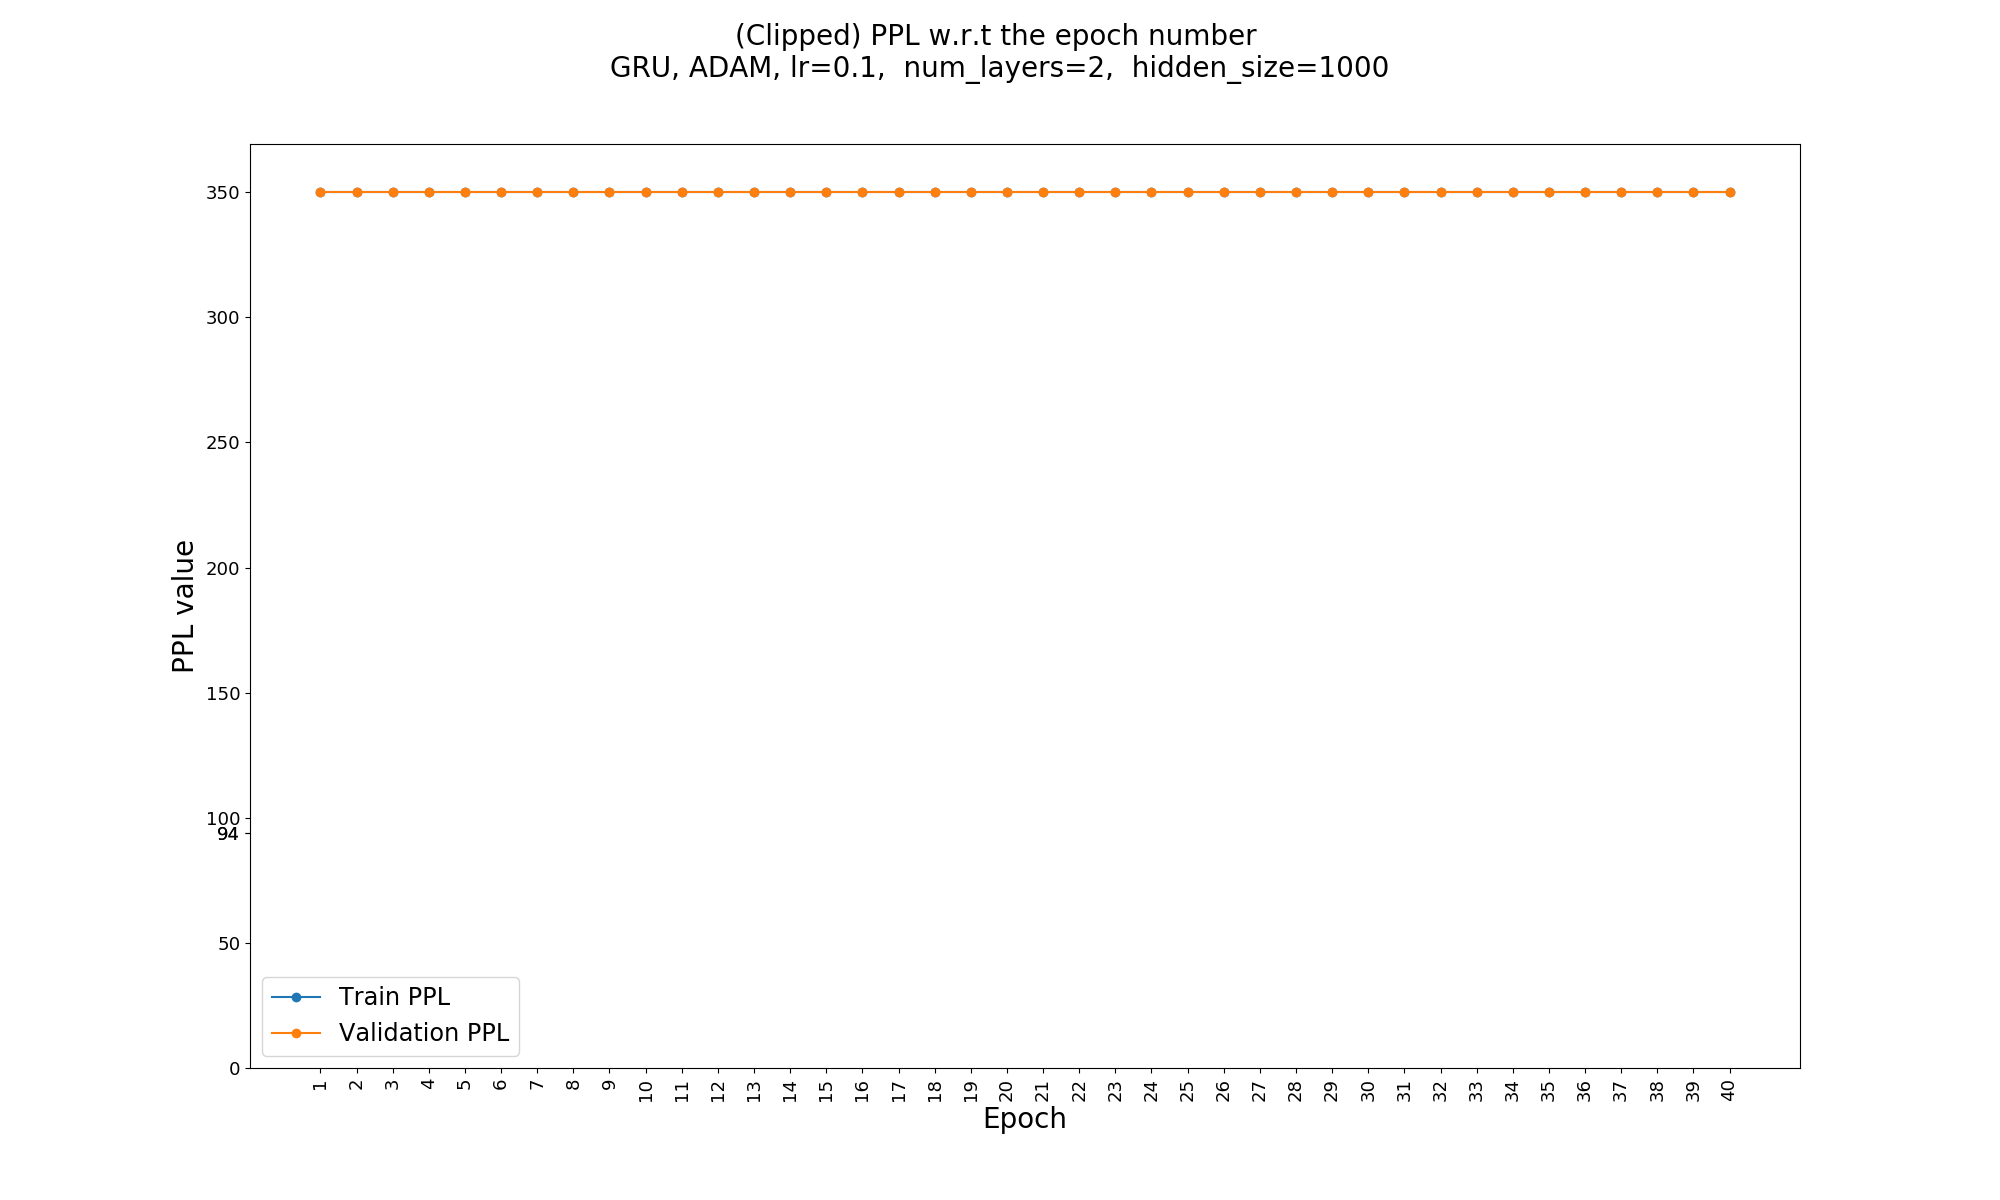 (Clipped) PPL w.r.t the epoch number
GRU, ADAM, lr=0.1,  num_layers=2,  hidden_size=1000
350
300
250
200
150
100
94
50
0
PPL value
Train PPL
Validation PPL
1 2 3 4 5 6 7 8 9 10 11 12 13 14 15 16 17 18 19 20 21 22 23 24 25 26 27 28 29 30 31 32 33 34 35 36 37 38 39 40
Epoch